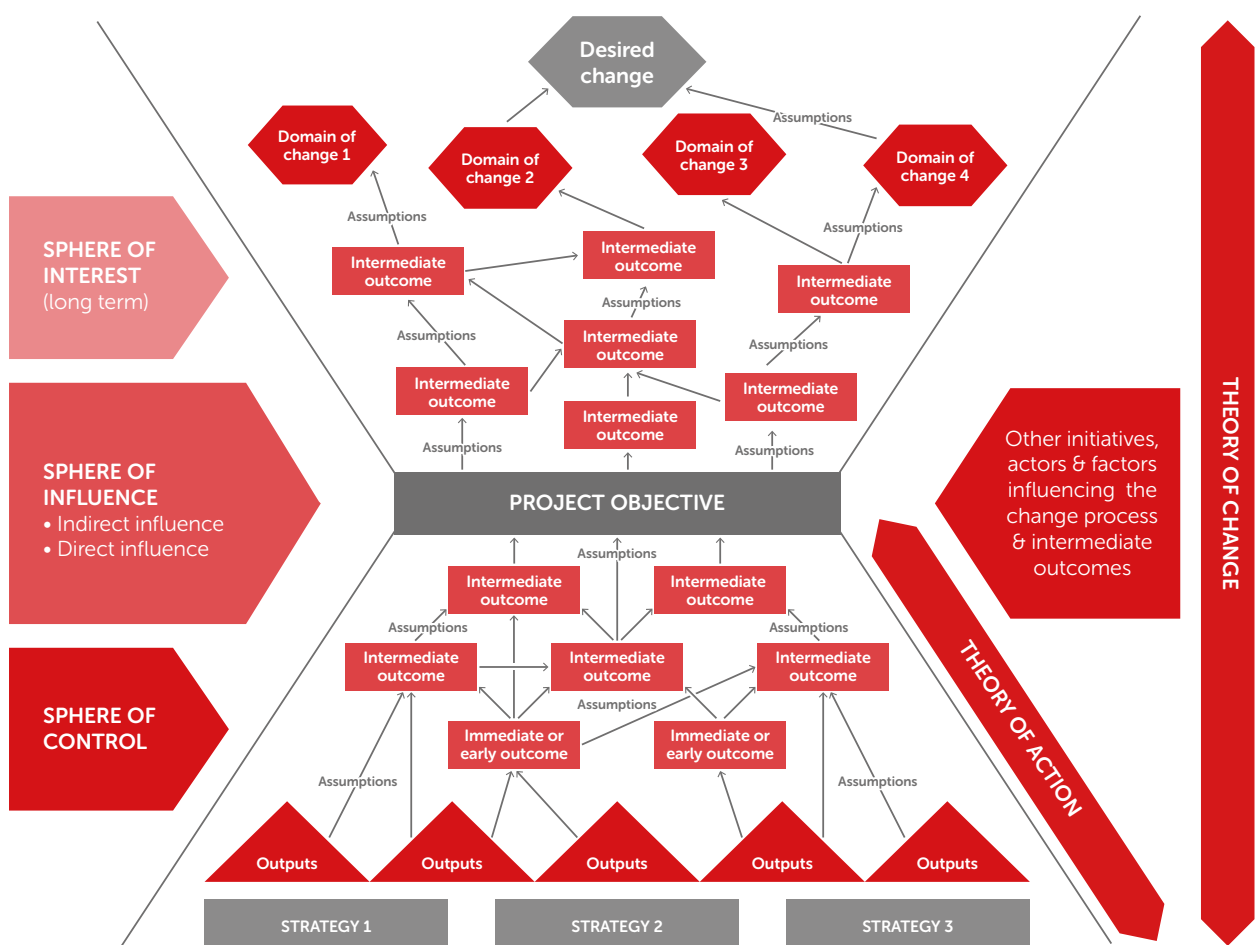 Desired
change
Assumptions
Domain of
change 1
Domain of
change 2
Domain of
change 3
Domain of
change 4
Assumptions
Assumptions
SPHERE OF
INTEREST
(long term)
Intermediate
outcome
Intermediate
outcome
Intermediate
outcome
Assumptions
Assumptions
Intermediate
outcome
Assumptions
Intermediate
outcome
Intermediate
outcome
Intermediate
outcome
Assumptions
Assumptions
SPHERE OF
INFLUENCE
• Indirect influence
• Direct influence
PROJECT OBJECTIVE
Other initiatives,
actors & factors
influencing the
change process
& intermediate
outcomes
THEORY OF CHANGE
Assumptions
Intermediate
outcome
Intermediate
outcome
Assumptions
Assumptions
Intermediate
outcome
Intermediate
outcome
Intermediate
outcome
Assumptions
THEORY OF ACTION
SPHERE OF
CONTROL
Immediate or
early outcome
Immediate or
early outcome
Assumptions
Assumptions
Outputs
Outputs
Outputs
Outputs
Outputs
STRATEGY 1
STRATEGY 2
STRATEGY 3